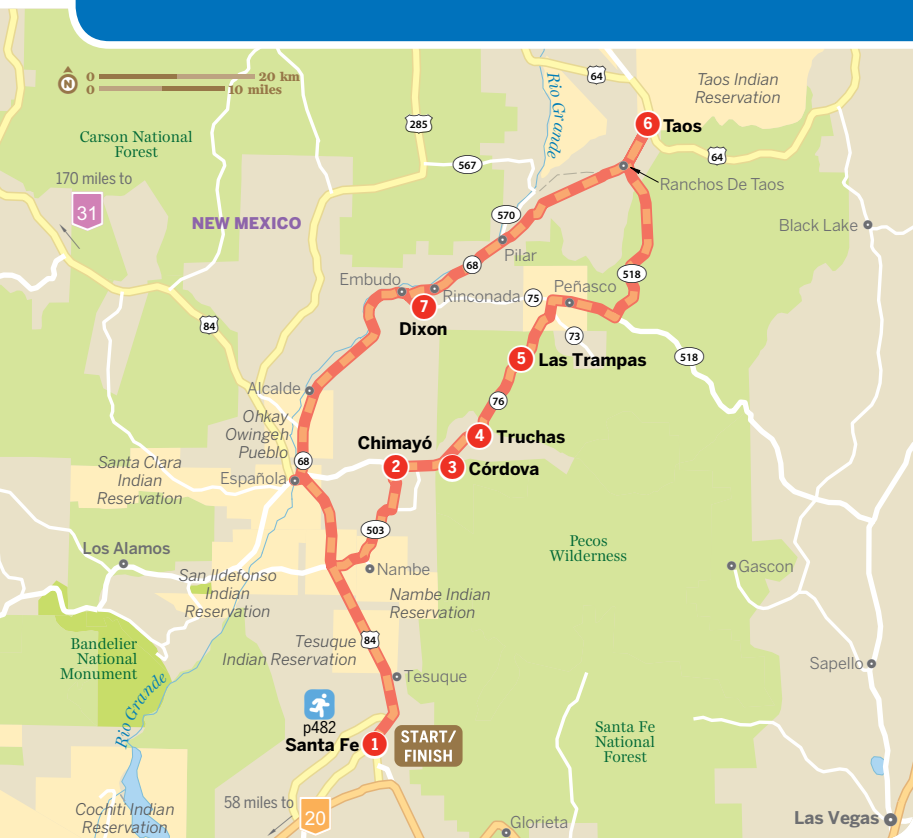 N
0
20 km
0
10 miles
64
Rio Grande
Taos Indian
Reservation
6
Taos
285
Carson National
Forest
567
64
170 miles to
31
Ranchos De Taos
NEW MEXICO
570
Black Lake
Pilar
68
518
Embudo
Rinconada
75
Peñasco
7
Dixon
84
73
5
Las Trampas
518
Alcalde
76
Ohkay
Owingeh
Pueblo
4
Truchas
Chimayó
2
3
Córdova
68
Santa Clara
Indian
Reservation
Española
503
Los Alamos
Pecos
Wilderness
Nambe
Gascon
San Ildefonso
Indian
Reservation
Nambe Indian
Reservation
Bandelier
National
Monument
Tesuque
Indian Reservation
84
Tesuque
Sapello
Rio Grande
p482
Santa Fe
1
START/
FINISH
Santa Fe
National
Forest
58 miles to
20
Cochiti Indian
Reservation
Glorieta
Las Vegas